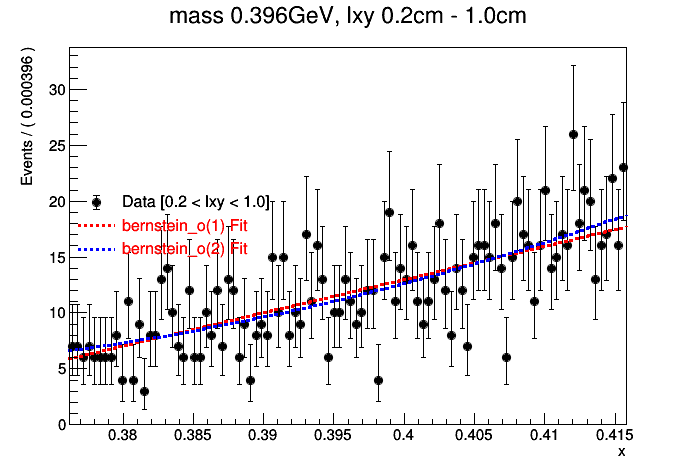 mass 0.396GeV, lxy 0.2cm - 1.0cm
Events / ( 0.000396 )
30
25
20
15
10
5
0
Data [0.2 < lxy < 1.0]
bernstein_o(1) Fit
bernstein_o(2) Fit
0.38 0.385 0.39 0.395 0.4 0.405 0.41 0.415
x